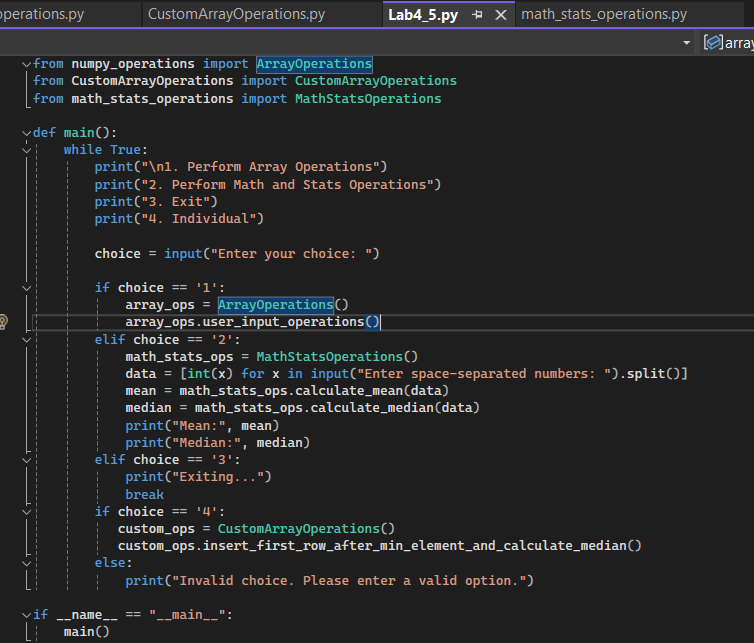 perations.py CustomArrayOperations.py Lab4_5.py math_stats_operations.py
array
from numpy_operations import ArrayOperations
from CustomArrayOperations import CustomArrayOperations
from math_stats_operations import MathStatsOperations
def main():
    while True:
        print("\n1. Perform Array Operations")
        print("2. Perform Math and Stats Operations")
        print("3. Exit")
        print("4. Individual")
        choice = input("Enter your choice: ")
        if choice == '1':
            array_ops = ArrayOperations()
            array_ops.user_input_operations()
        elif choice == '2':
            math_stats_ops = MathStatsOperations()
            data = [int(x) for x in input("Enter space-separated numbers: ").split()]
            mean = math_stats_ops.calculate_mean(data)
            median = math_stats_ops.calculate_median(data)
            print("Mean:", mean)
            print("Median:", median)
        elif choice == '3':
            print("Exiting...")
            break
        if choice == '4':
           custom_ops = CustomArrayOperations()
           custom_ops.insert_first_row_after_min_element_and_calculate_median()
        else:
            print("Invalid choice. Please enter a valid option.")
if __name__ == "__main__":
    main()